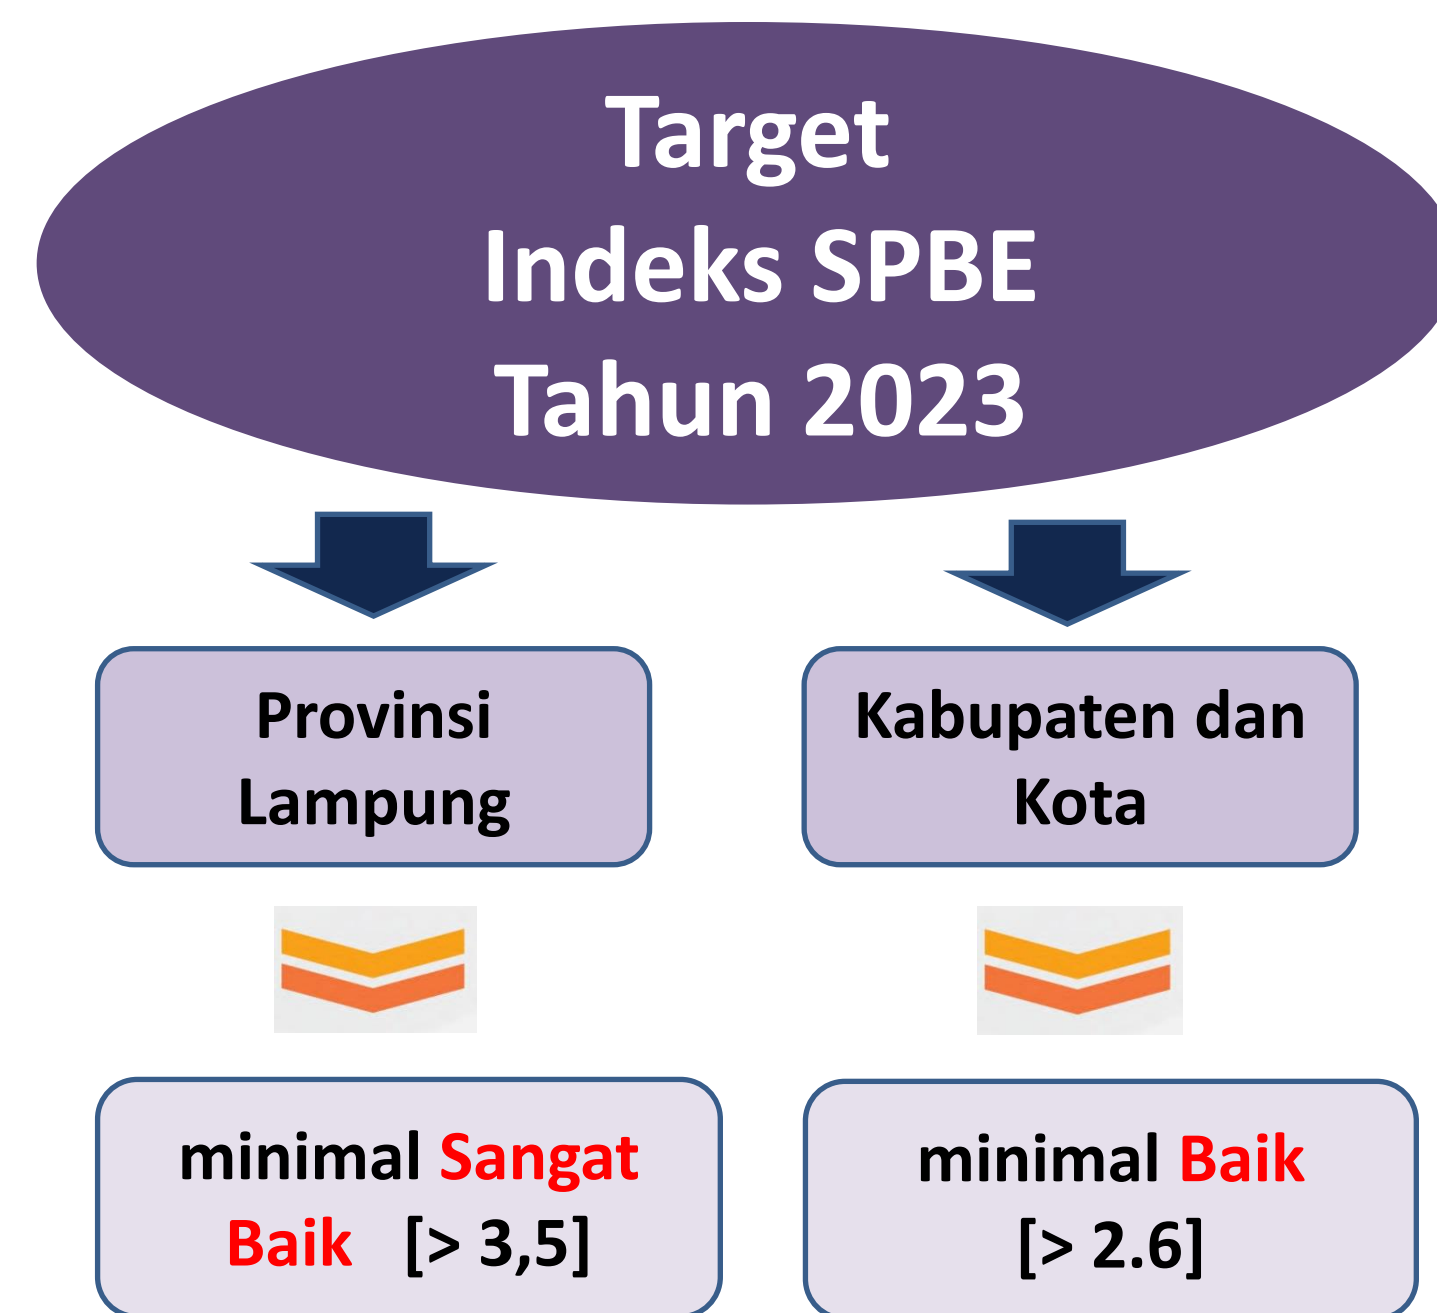 Target
Indeks SPBE
Tahun 2023
Provinsi
Lampung
Kabupaten dan
Kota
minimal Sangat
Baik [> 3,5]
minimal Baik
[> 2.6]